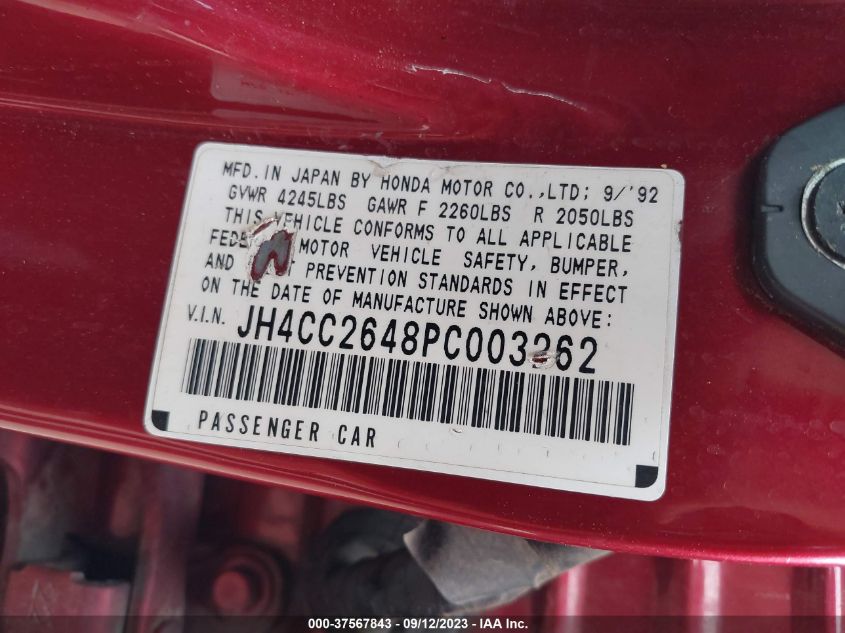 MFD. IN JAPAN BY HONDA MOTOR CO.,LTD; 9/'92
GVWR 4245LBS GAWR F 2260LBS R 2050LBS
THIS VEHICLE CONFORMS TO ALL APPLICABLE
MOTOR VEHICLE SAFETY, BUMPER,
AND PREVENTION STANDARDS IN EFFECT
ON THE DATE OF MANUFACTURE SHOWN ABOVE:
V.I.N. JH4CC2648PC003262
PASSENGER CAR
000-37567843 - 09/12/2023 - IAA Inc.